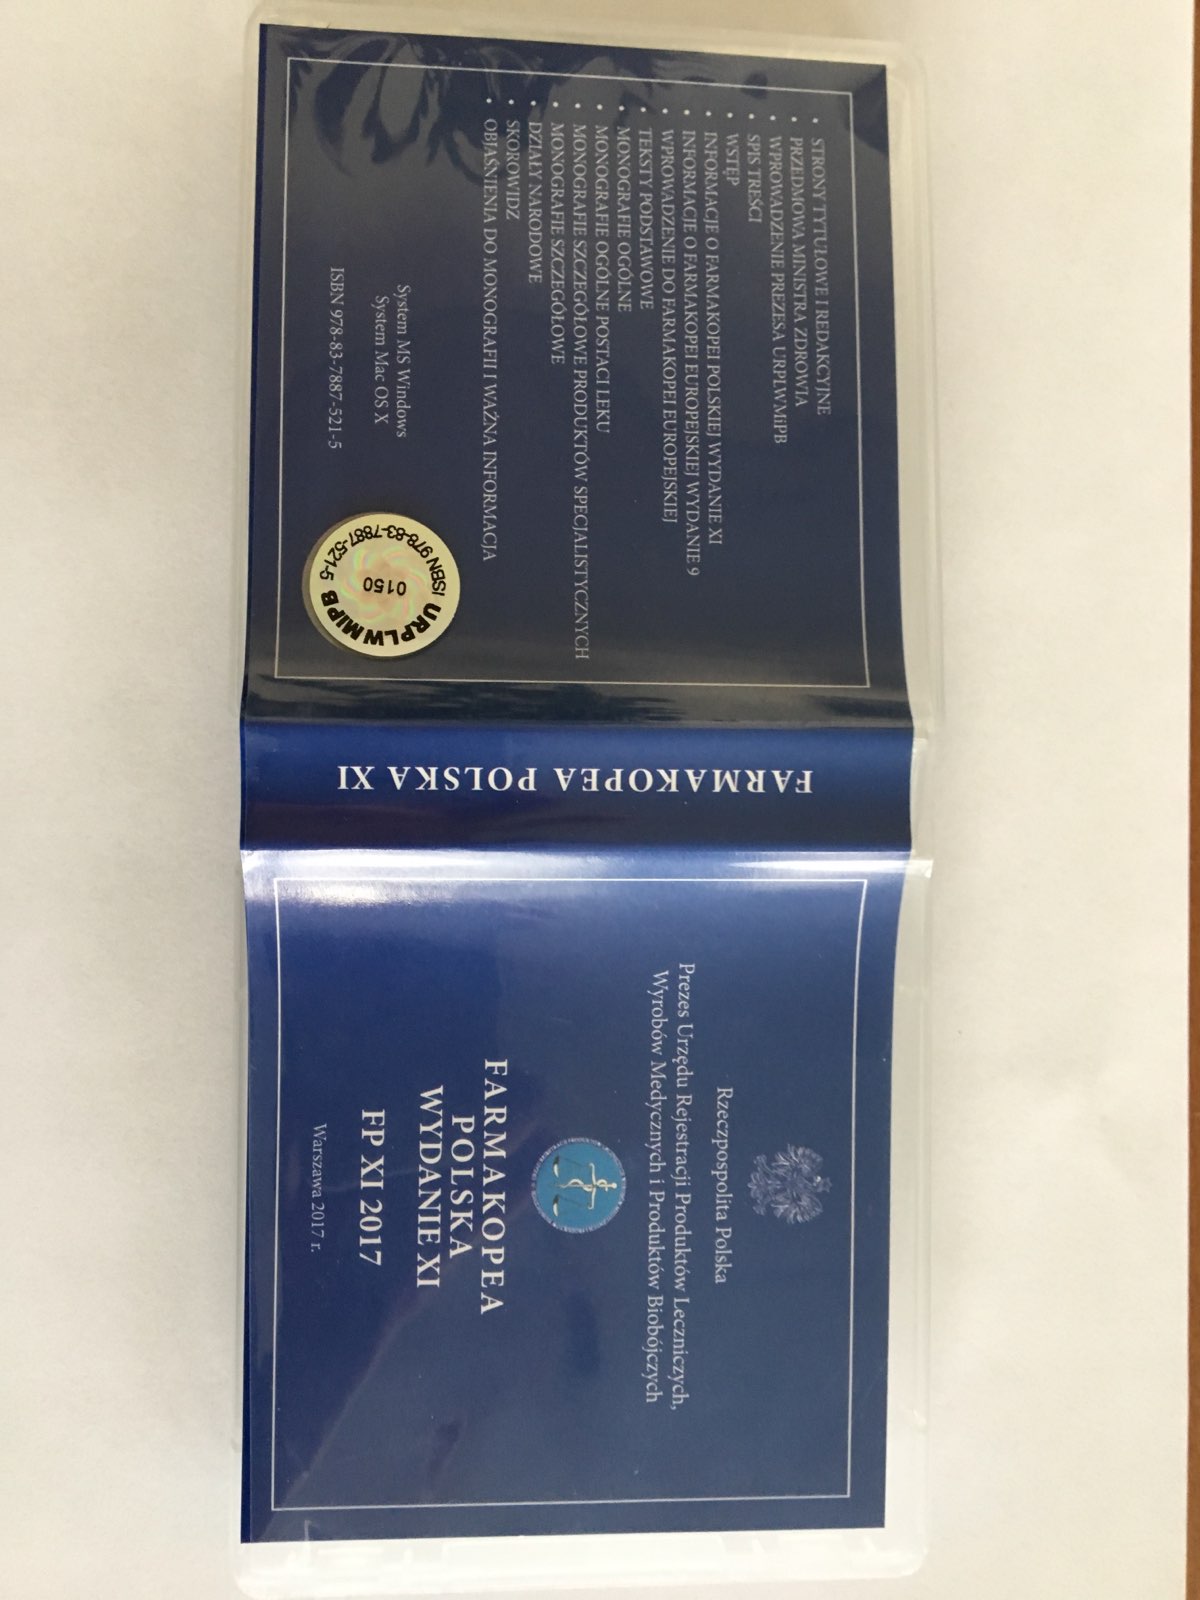 STRONY TYTUŁOWE I REDAKCYJNE
PRZEDMOWA MINISTRA ZDROWIA
WPROWADZENIE PREZESA URPLWMiPB
SPIS TREŚCI
WSTĘP
INFORMACJE O FARMAKOPEI POLSKIEJ WYDANIE XI
INFORMACJE O FARMAKOPEI EUROPEJSKIEJ WYDANIE 9
WPROWADZENIE DO FARMAKOPEI EUROPEJSKIEJ
TEKSTY PODSTAWOWE
MONOGRAFIE OGÓLNE
MONOGRAFIE OGÓLNE POSTACI LEKU
MONOGRAFIE SZCZEGÓŁOWE PRODUKTÓW SPECJALISTYCZNYCH
MONOGRAFIE SZCZEGÓŁOWE
DZIAŁY NARODOWE
SKOROWIDZ
OBJAŚNIENIA DO MONOGRAFII I WAŻNA INFORMACJA
System MS Windows
System Mac OS X
ISBN 978-83-7887-521-5
ISBN 978-83-7887-521-5
0150
URPLWMIPB
FARMAKOPEA POLSKA XI
Rzeczpospolita Polska
Prezes Urzędu Rejestracji Produktów Leczniczych,
Wyrobów Medycznych i Produktów Biobójczych
FARMAKOPEA
POLSKA
WYDANIE XI
FP XI 2017
Warszawa 2017 r.